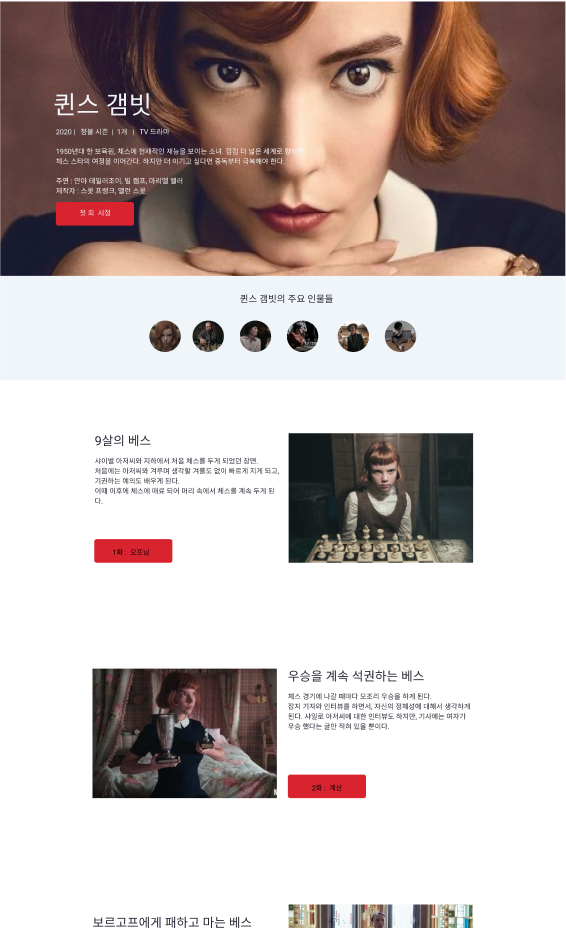 퀸스 갬빗
2020 | 청불 시즌 | 1개 | TV 드라마
1950년대 한 보육원, 체스에 천재적인 재능을 보이는 소녀. 점점 더 넓은 세계로 향하며
체스 스타의 여정을 이어간다. 하지만 더 이기고 싶다면 중독부터 극복해야 한다.
주연 : 안야 테일러조이, 빌 캠프, 마리엘 헬러
제작자 : 스콧 프랭크, 앨런 스콧
첫 회 시청
퀸스 갬빗의 주요 인물들
9살의 베스
샤이벌 아저씨와 지하에서 처음 체스를 두게 되었던 장면.
처음에는 아저씨와 겨루며 생각할 겨를도 없이 빠르게 지게 되고,
기권하는 예의도 배우게 된다.
이때 이후에 체스에 매료 되어 머리 속에서 체스를 계속 두게 된
다.
1화 : 오프닝
우승을 계속 석권하는 베스
체스 경기에 나갈 때마다 모조리 우승을 하게 된다.
잡지 기자와 인터뷰를 하면서, 자신의 정체성에 대해서 생각하게
된다. 샤일로 아저씨에 대한 인터뷰도 하지만, 기사에는 여자가
우승 했다는 글만 적혀 있을 뿐이다.
2화 : 계산
보르고프에게 패하고 마는 베스